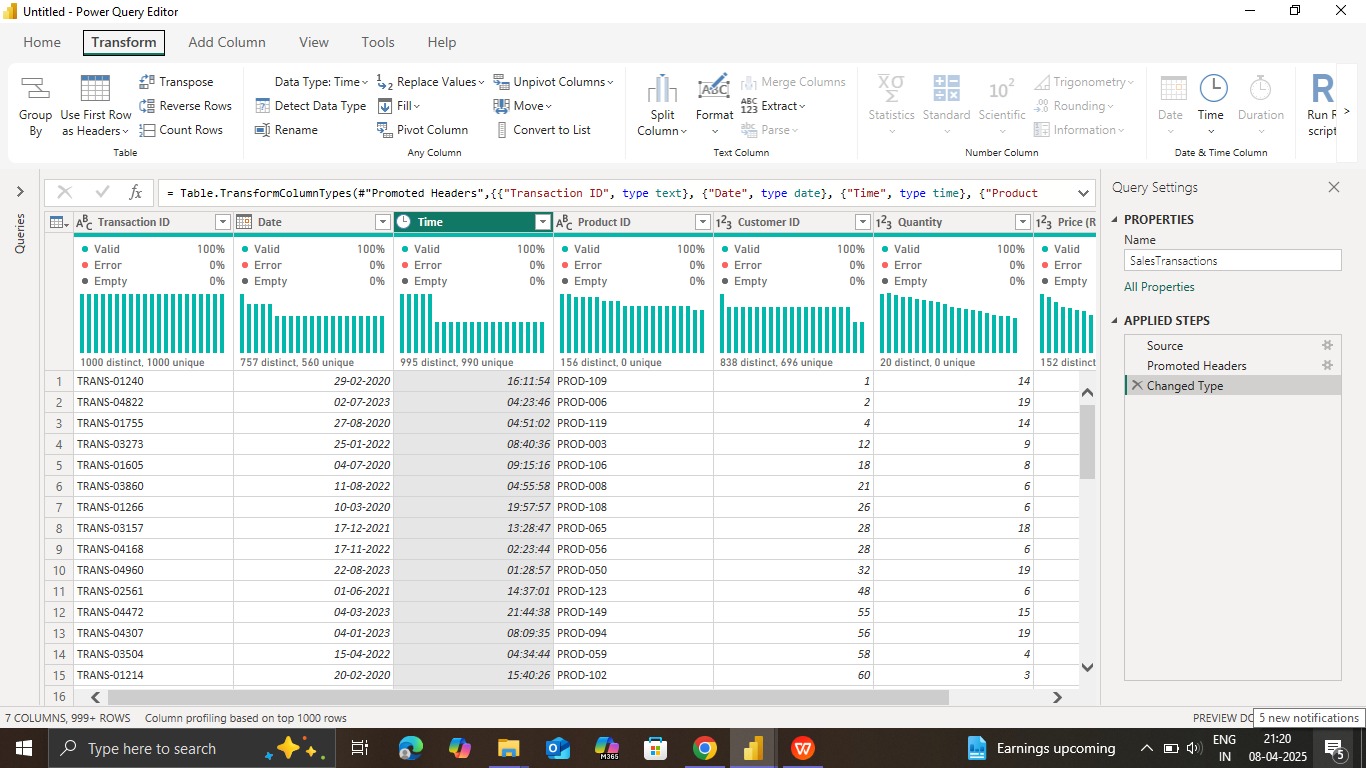 Untitled - Power Query Editor
Home Transform Add Column View Tools Help
Group By
Use First Row as Headers
Transpose
Reverse Rows
Count Rows
Table
Data Type: Time
Detect Data Type
Rename
Replace Values
Fill
Pivot Column
Unpivot Columns
Move
Convert to List
Any Column
Split Column
Format
Merge Columns
Extract
Parse
Text Column
Statistics
Standard
Scientific
Trigonometry
Rounding
Information
Number Column
Date
Time
Duration
Date & Time Column
Run R script
Queries
= Table.TransformColumnTypes(#"Promoted Headers",{{"Transaction ID", type text}, {"Date", type date}, {"Time", type time}, {"Product
Transaction ID Date Time Product ID Customer ID Quantity Price (R
Valid 100% Valid 100% Valid 100% Valid 100% Valid 100% Valid 100% Valid
Error 0% Error 0% Error 0% Error 0% Error 0% Error 0% Error
Empty 0% Empty 0% Empty 0% Empty 0% Empty 0% Empty 0% Empty
1000 distinct, 1000 unique 757 distinct, 560 unique 995 distinct, 990 unique 156 distinct, 0 unique 838 distinct, 696 unique 20 distinct, 0 unique 152 distinct
1 TRANS-01240 29-02-2020 16:11:54 PROD-109 1 14
2 TRANS-04822 02-07-2023 04:23:46 PROD-006 2 19
3 TRANS-01755 27-08-2020 04:51:02 PROD-119 4 14
4 TRANS-03273 25-01-2022 08:40:36 PROD-003 12 9
5 TRANS-01605 04-07-2020 09:15:16 PROD-106 18 8
6 TRANS-03860 11-08-2022 04:55:58 PROD-008 21 6
7 TRANS-01266 10-03-2020 19:57:57 PROD-108 26 6
8 TRANS-03157 17-12-2021 13:28:47 PROD-065 28 18
9 TRANS-04168 17-11-2022 02:23:44 PROD-056 28 6
10 TRANS-04960 22-08-2023 01:28:57 PROD-050 32 19
11 TRANS-02561 01-06-2021 14:37:01 PROD-123 48 6
12 TRANS-04472 04-03-2023 21:44:38 PROD-149 55 15
13 TRANS-04307 04-01-2023 08:09:35 PROD-094 56 19
14 TRANS-03504 15-04-2022 04:34:44 PROD-059 58 4
15 TRANS-01214 20-02-2020 15:40:26 PROD-102 60 3
16
Query Settings
PROPERTIES
Name
SalesTransactions
All Properties
APPLIED STEPS
Source
Promoted Headers
Changed Type
7 COLUMNS, 999+ ROWS Column profiling based on top 1000 rows
PREVIEW DO
5 new notifications
Type here to search
Earnings upcoming
ENG
IN
21:20
08-04-2025
5